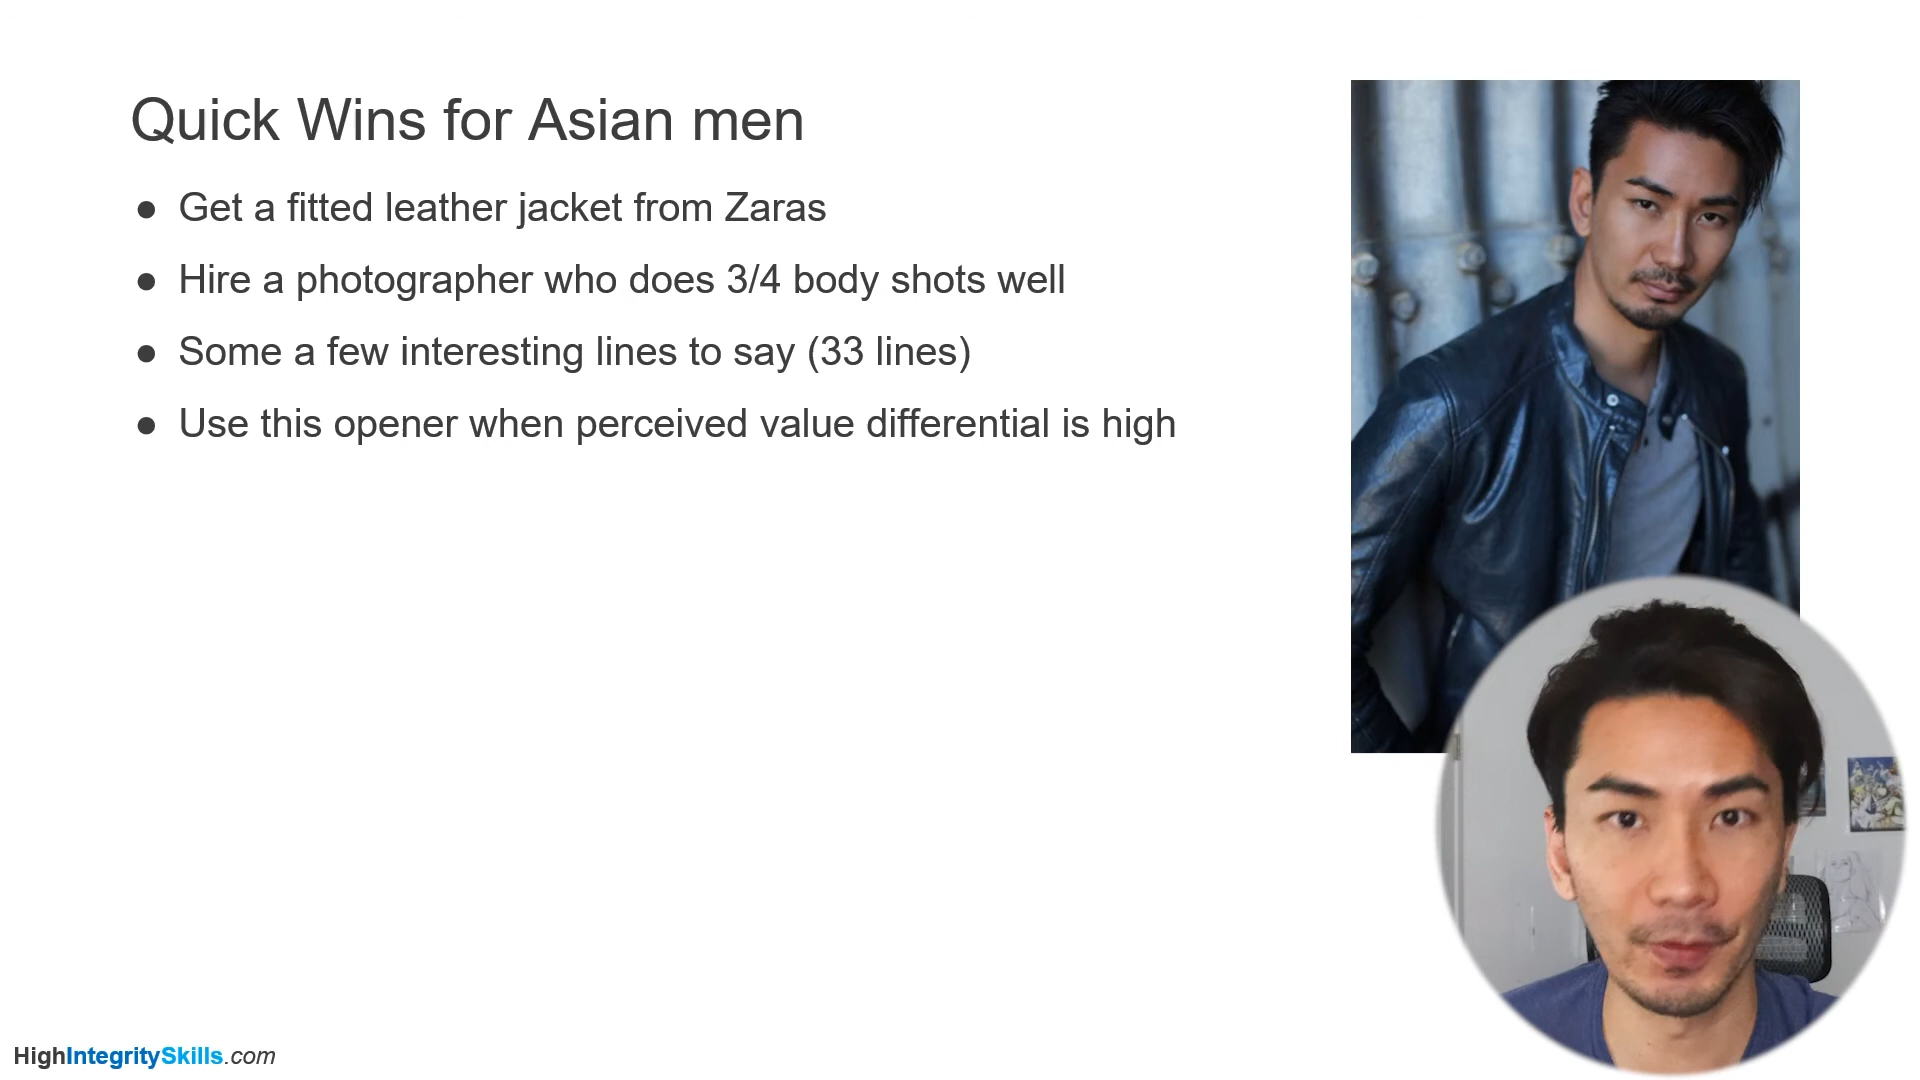 Quick Wins for Asian men
● Get a fitted leather jacket from Zaras
● Hire a photographer who does 3/4 body shots well
● Some a few interesting lines to say (33 lines)
● Use this opener when perceived value differential is high
HighIntegritySkills.com